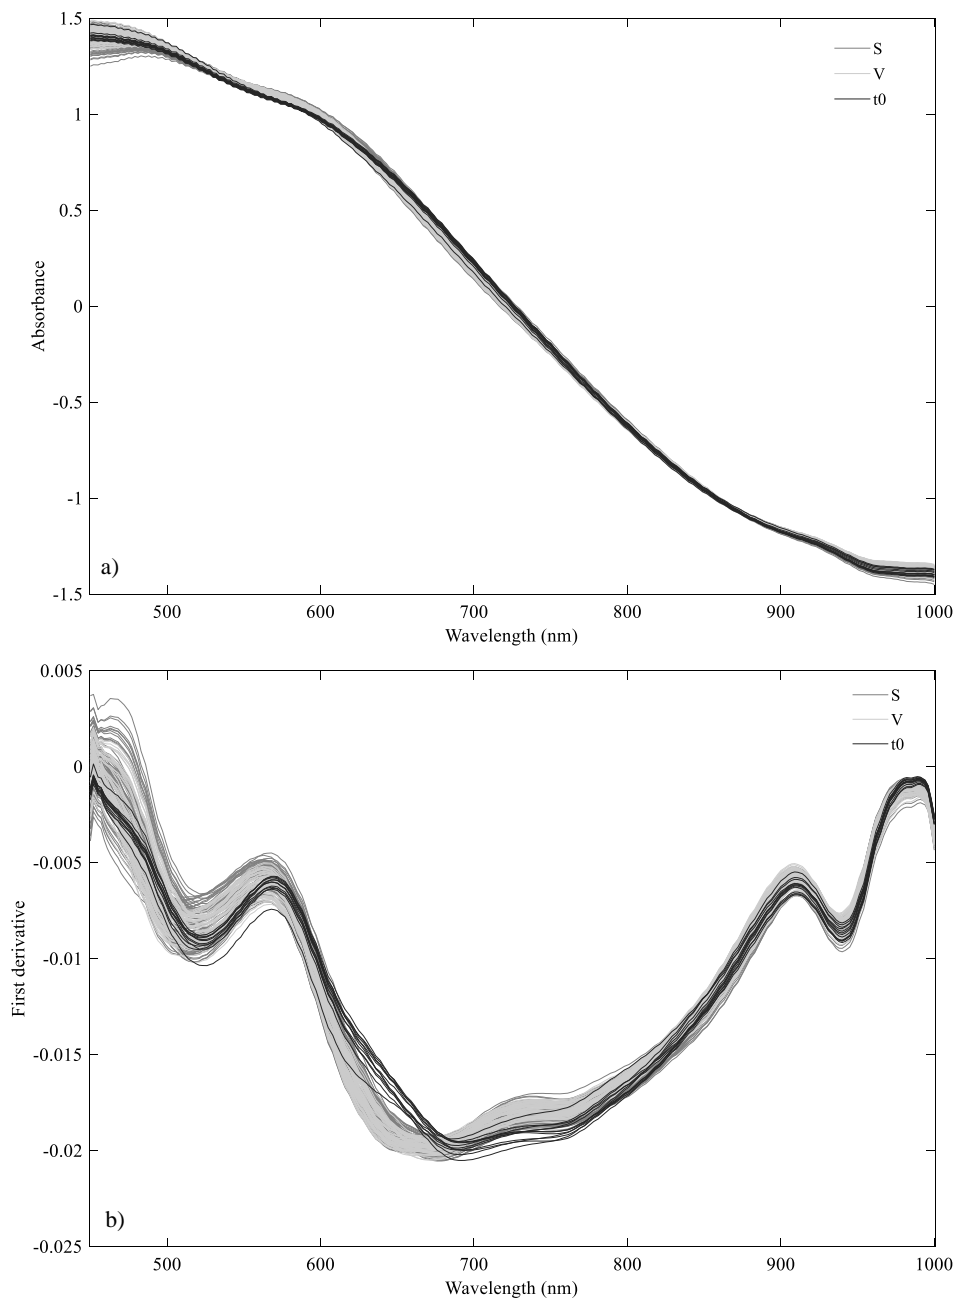 1.5
1
0.5
0
-0.5
-1
-1.5
Absorbance
S
V
t0
a)
500 600 700 800 900 1000
Wavelength (nm)
0.005
0
-0.005
-0.01
-0.015
-0.02
-0.025
First derivative
S
V
t0
b)
500 600 700 800 900 1000
Wavelength (nm)